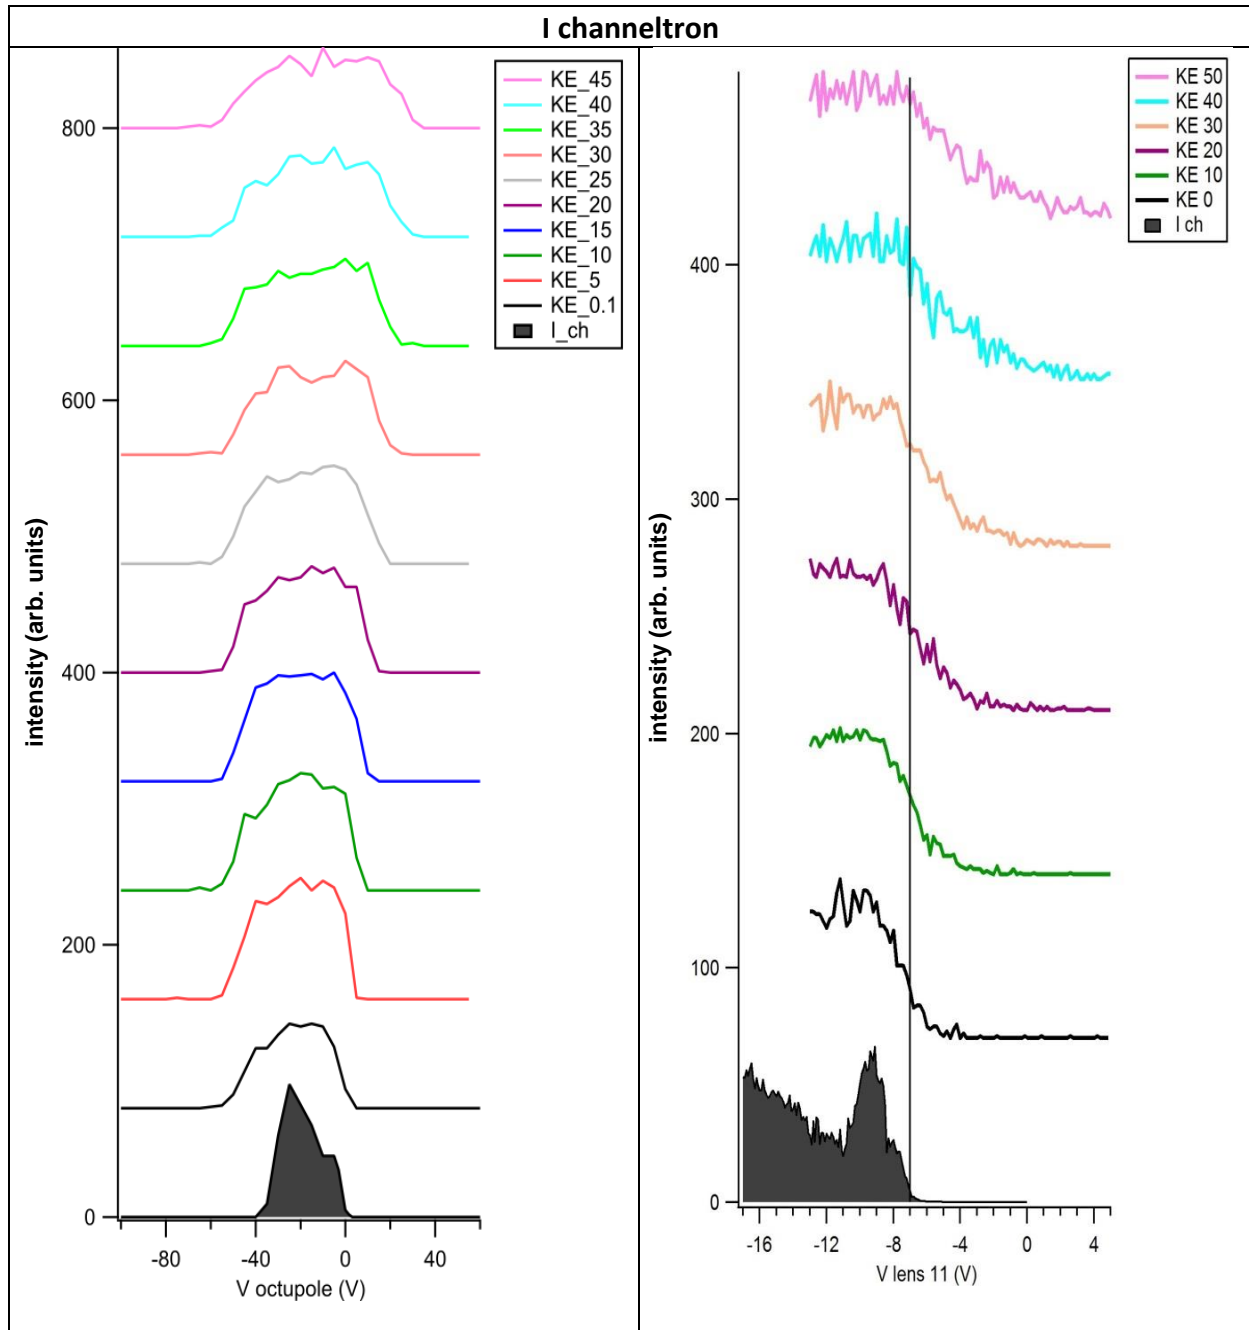 I channeltron
KE_45
KE_40
KE_35
KE_30
KE_25
KE_20
KE_15
KE_10
KE_5
KE_0.1
I_ch
800
600
400
200
0
intensity (arb. units)
-80
-40
0
40
V octupole (V)
KE 50
KE 40
KE 30
KE 20
KE 10
KE 0
I ch
400
300
200
100
0
intensity (arb. units)
-16
-12
-8
-4
0
4
V lens 11 (V)